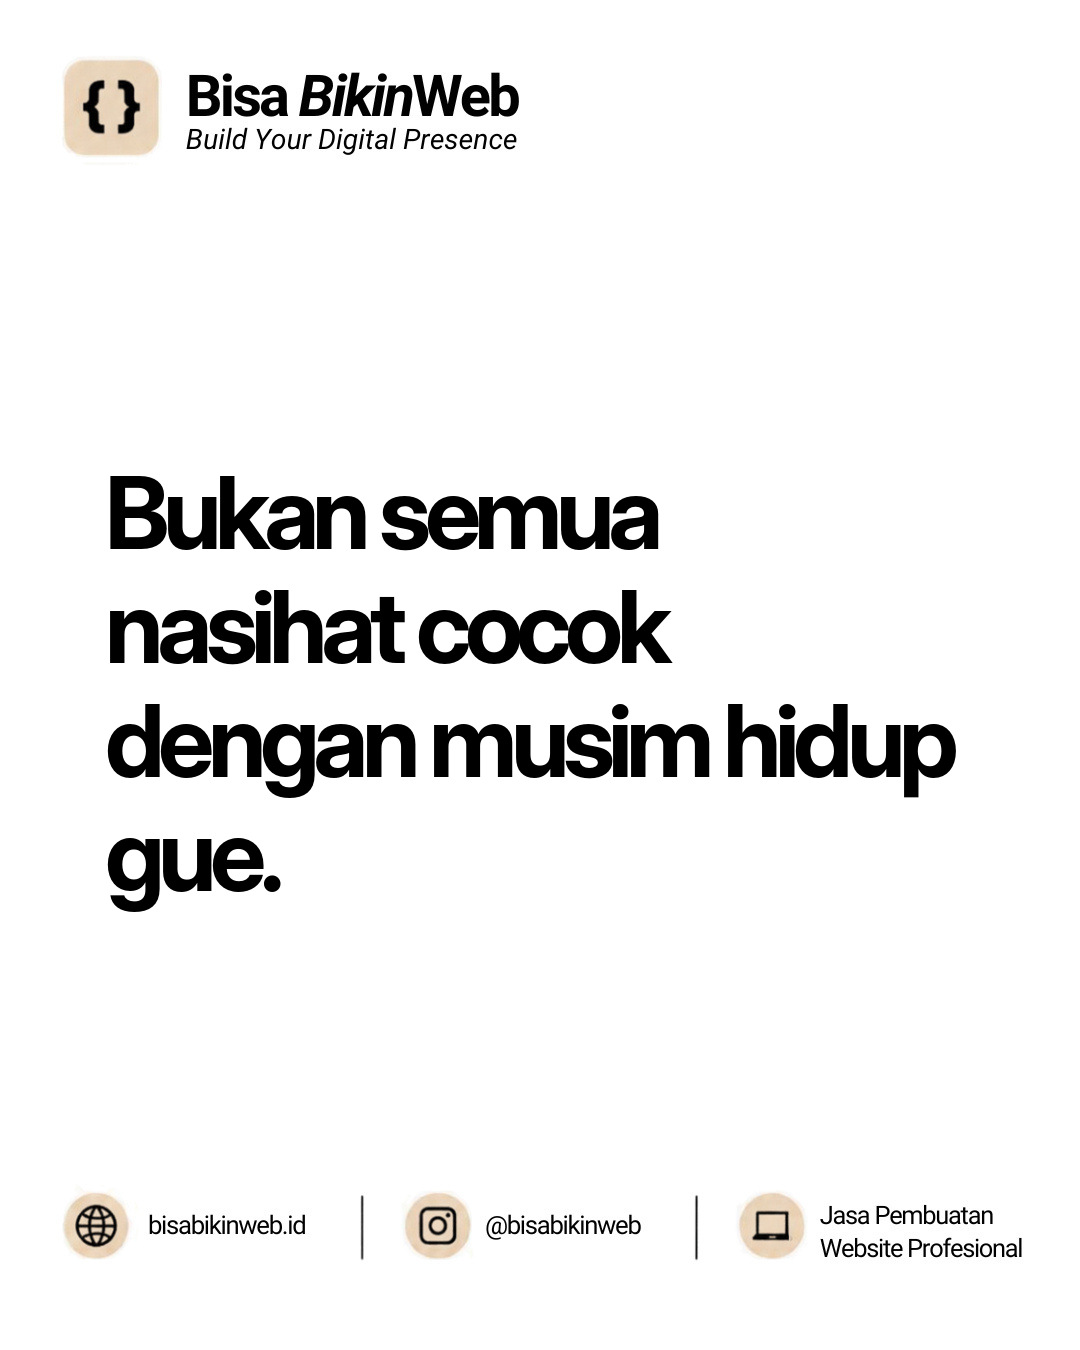 { }
Bisa BikinWeb
Build Your Digital Presence
Bukan semua
nasihat cocok
dengan musim hidup
gue.
bisabikinweb.id
@bisabikinweb
Jasa Pembuatan
Website Profesional